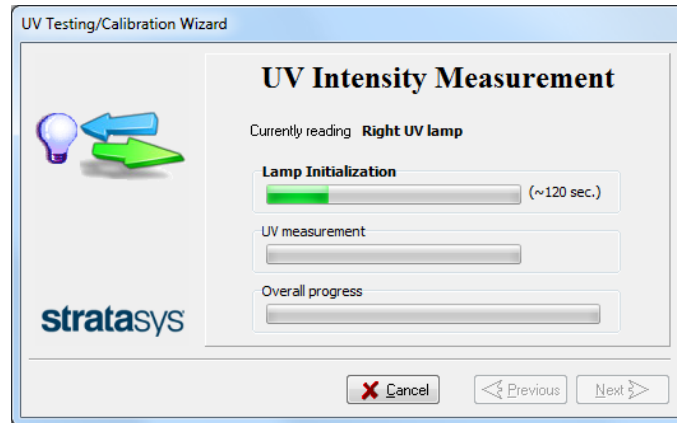 UV Testing/Calibration Wizard
UV Intensity Measurement
Currently reading Right UV lamp
Lamp Initialization
(~120 sec.)
UV measurement
Overall progress
stratasys
Cancel
Previous
Next